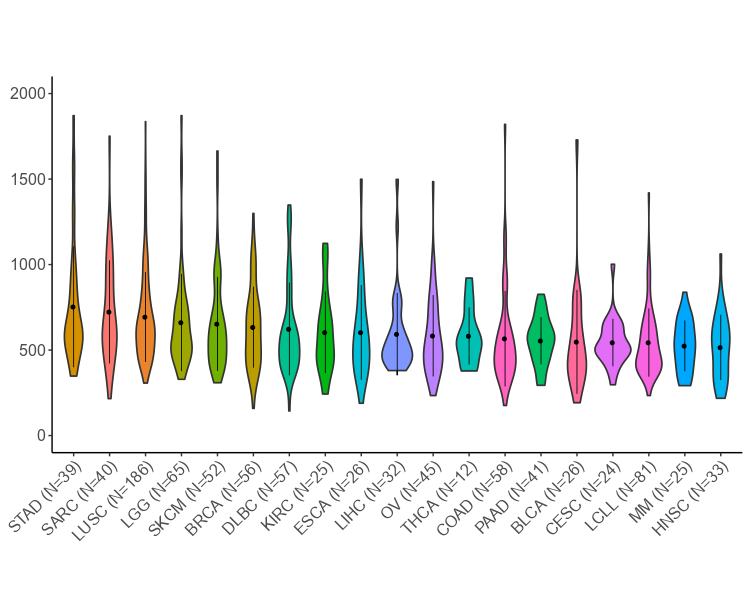 2000
1500
1000
500
0
STAD (N=39)
SARC (N=40)
LUSC (N=186)
LGG (N=65)
SKCM (N=52)
BRCA (N=56)
DLBC (N=57)
KIRC (N=25)
ESCA (N=26)
LIHC (N=32)
OV (N=45)
THCA (N=12)
COAD (N=58)
PAAD (N=41)
BLCA (N=26)
CESC (N=24)
LCLL (N=81)
MM (N=25)
HNSC (N=33)